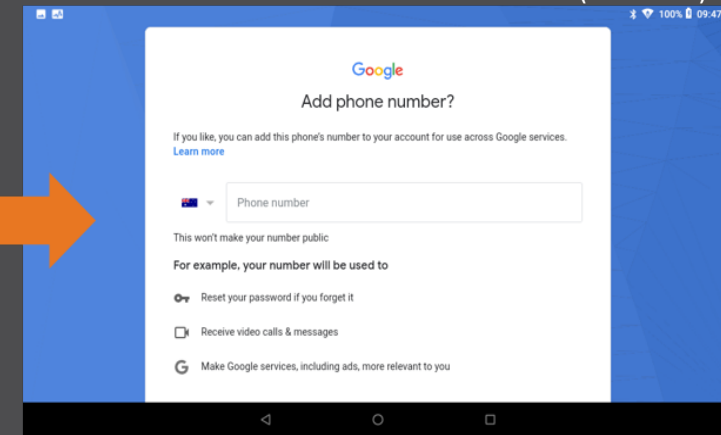 100% 09:47
Google
Add phone number?
If you like, you can add this phone's number to your account for use across Google services.
Learn more
Phone number
This won't make your number public
For example, your number will be used to
Reset your password if you forget it
Receive video calls & messages
Make Google services, including ads, more relevant to you